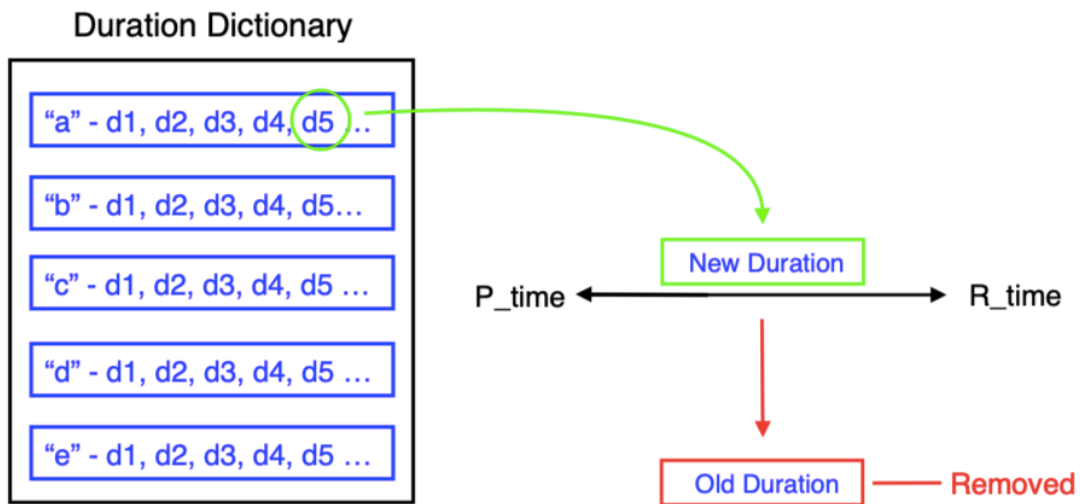 Duration Dictionary
“a” - d1, d2, d3, d4, d5 ...
“b” - d1, d2, d3, d4, d5...
“c” - d1, d2, d3, d4, d5 ...
“d” - d1, d2, d3, d4, d5 ...
“e” - d1, d2, d3, d4, d5 ...
New Duration
P_time
R_time
Old Duration
Removed